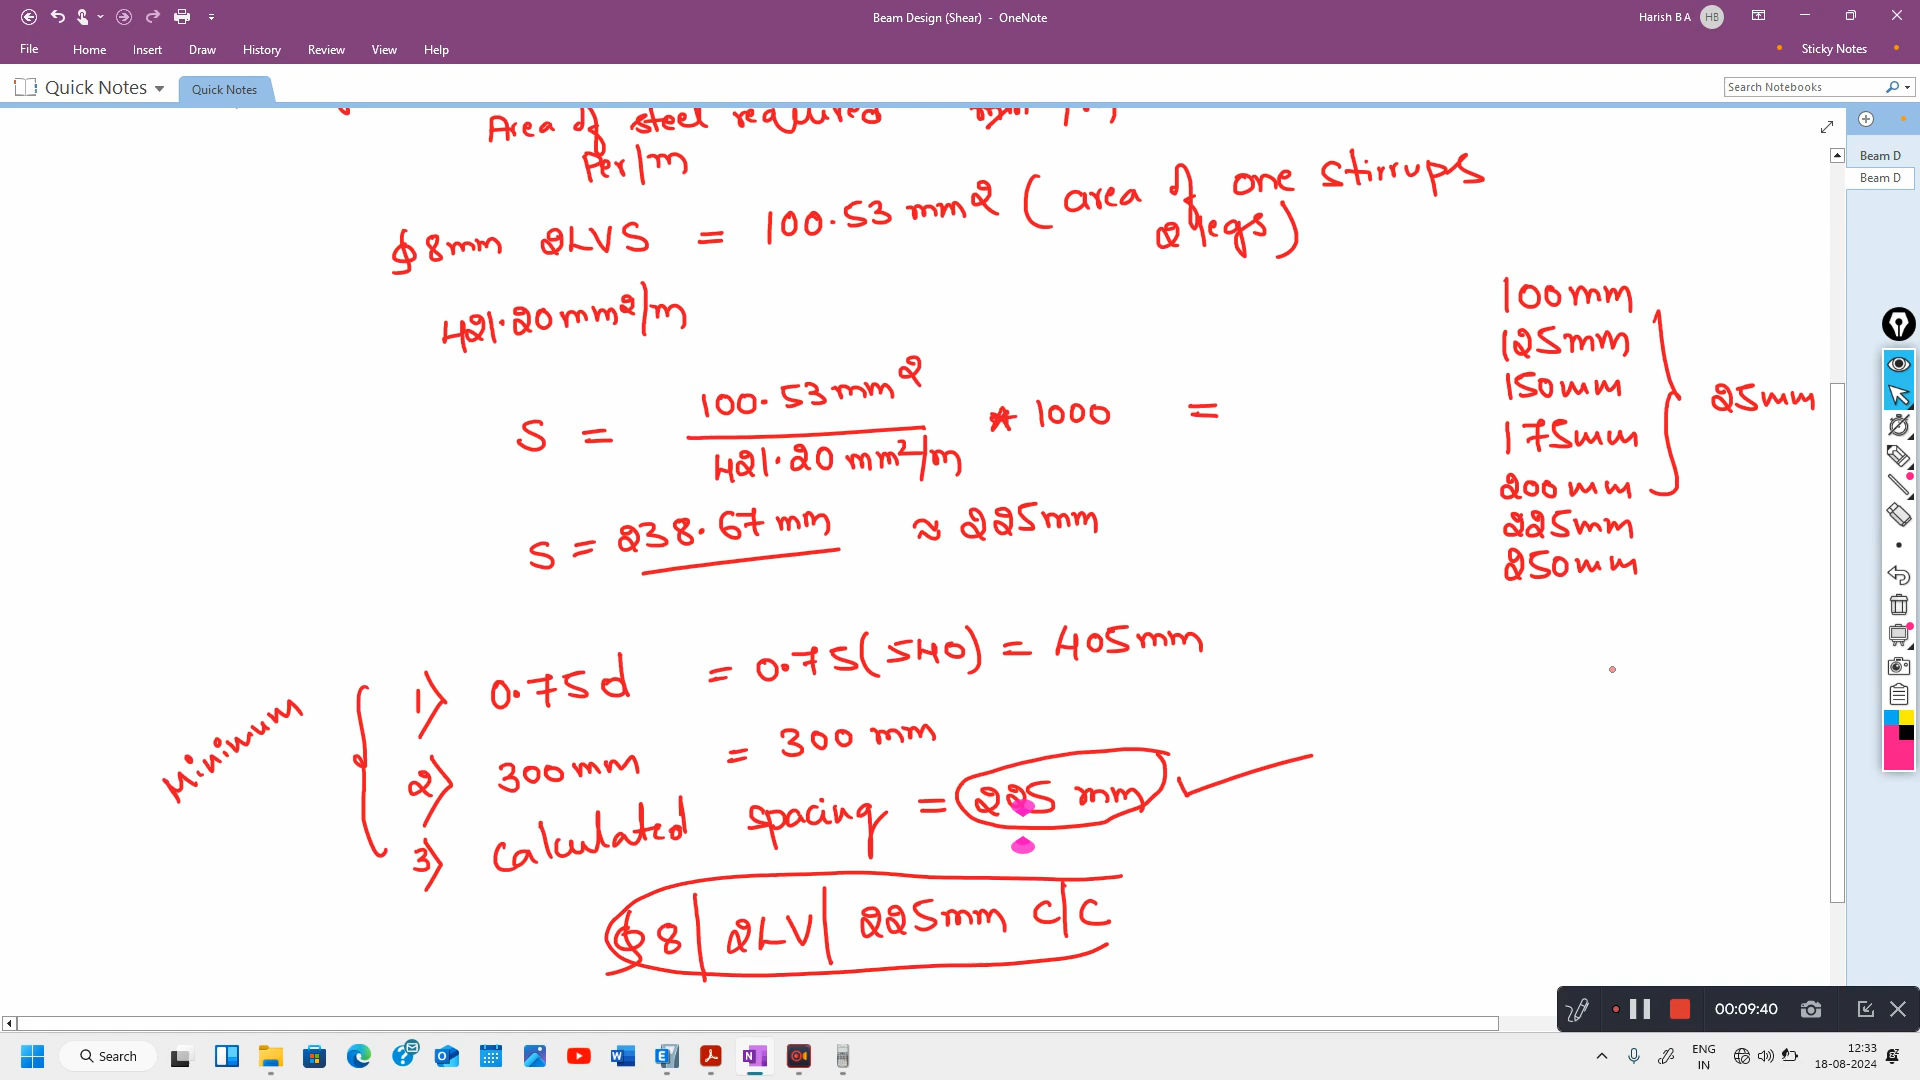 Beam Design (Shear) - OneNote
Harish B A
HB
File
Home
Insert
Draw
History
Review
View
Help
Sticky Notes
Quick Notes
Quick Notes
Search Notebooks
Beam D
Beam D
Area of steel required
Per/m
ϕ8mm 2LVS = 100.53 mm² (area of one stirrups
2 legs)
421.20mm²/m
S = 100.53mm² / 421.20 mm²/m * 1000 =
S = 238.67 mm ≈ 225mm
100mm
125mm
150mm
175mm
200mm
225mm
250mm
25mm
Minimum
1) 0.75d = 0.75(540) = 405mm
2) 300mm = 300 mm
3) calculated spacing = 225 mm
ϕ8 | 2LV | 225mm C/C
00:09:40
Search
ENG
IN
12:33
18-08-2024